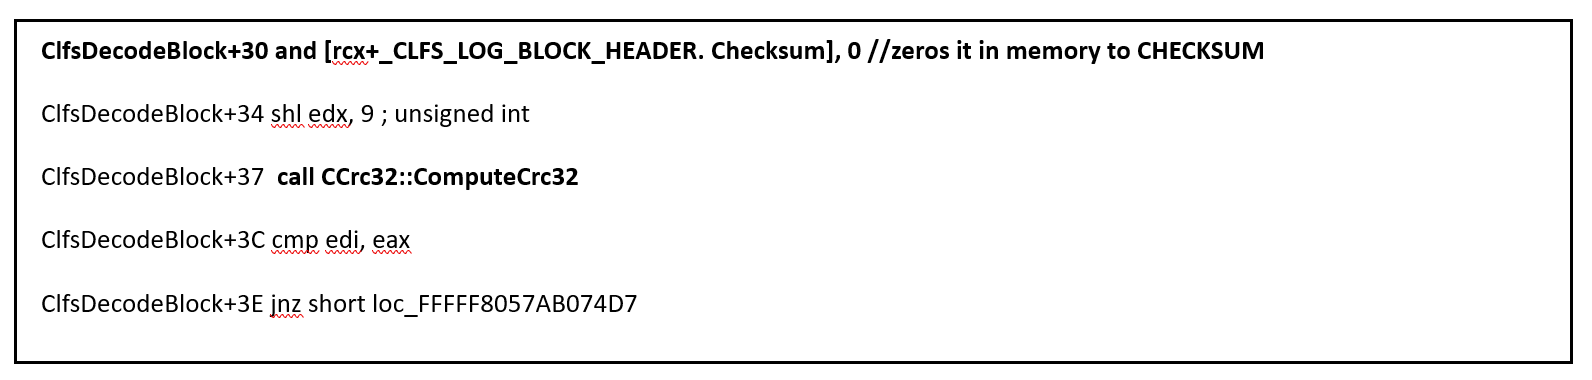 ClfsDecodeBlock+30 and [rcx+_CLFS_LOG_BLOCK_HEADER. Checksum], 0 //zeros it in memory to CHECKSUM
ClfsDecodeBlock+34 shl edx, 9 ; unsigned int
ClfsDecodeBlock+37  call CCrc32::ComputeCrc32
ClfsDecodeBlock+3C cmp edi, eax
ClfsDecodeBlock+3E jnz short loc_FFFFF8057AB074D7